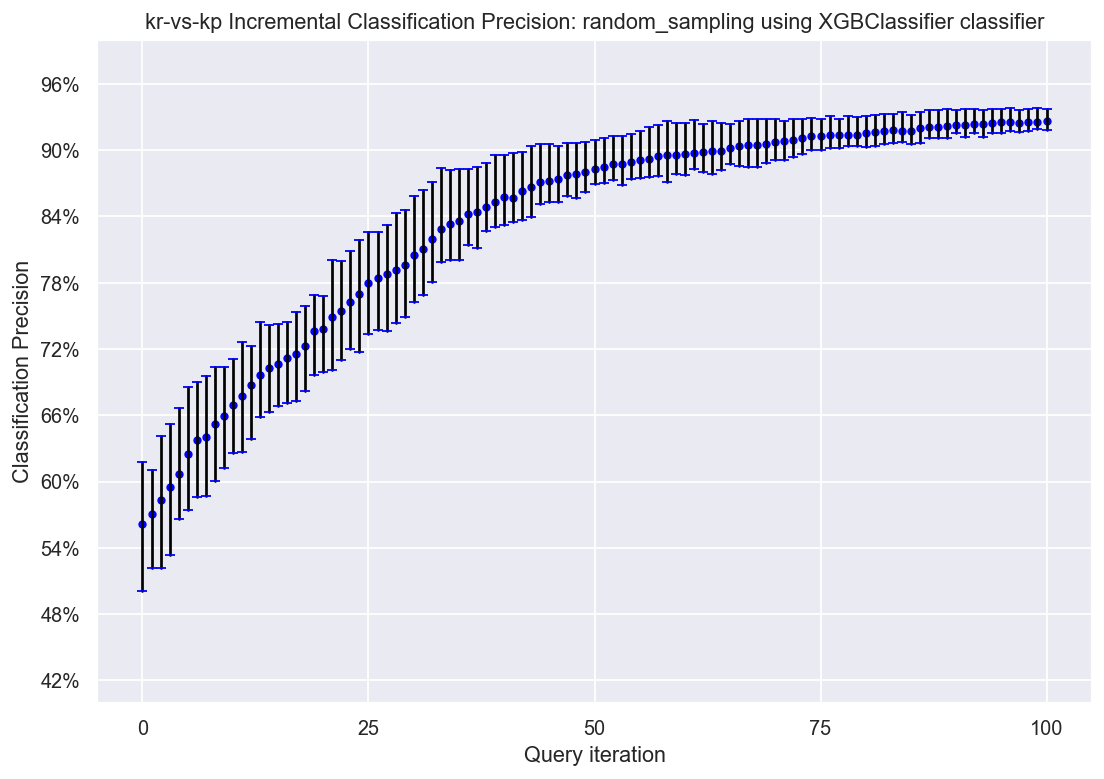 kr-vs-kp Incremental Classification Precision: random_sampling using XGBClassifier classifier
96%
90%
84%
78%
72%
66%
60%
54%
48%
42%
Classification Precision
0 25 50 75 100
Query iteration